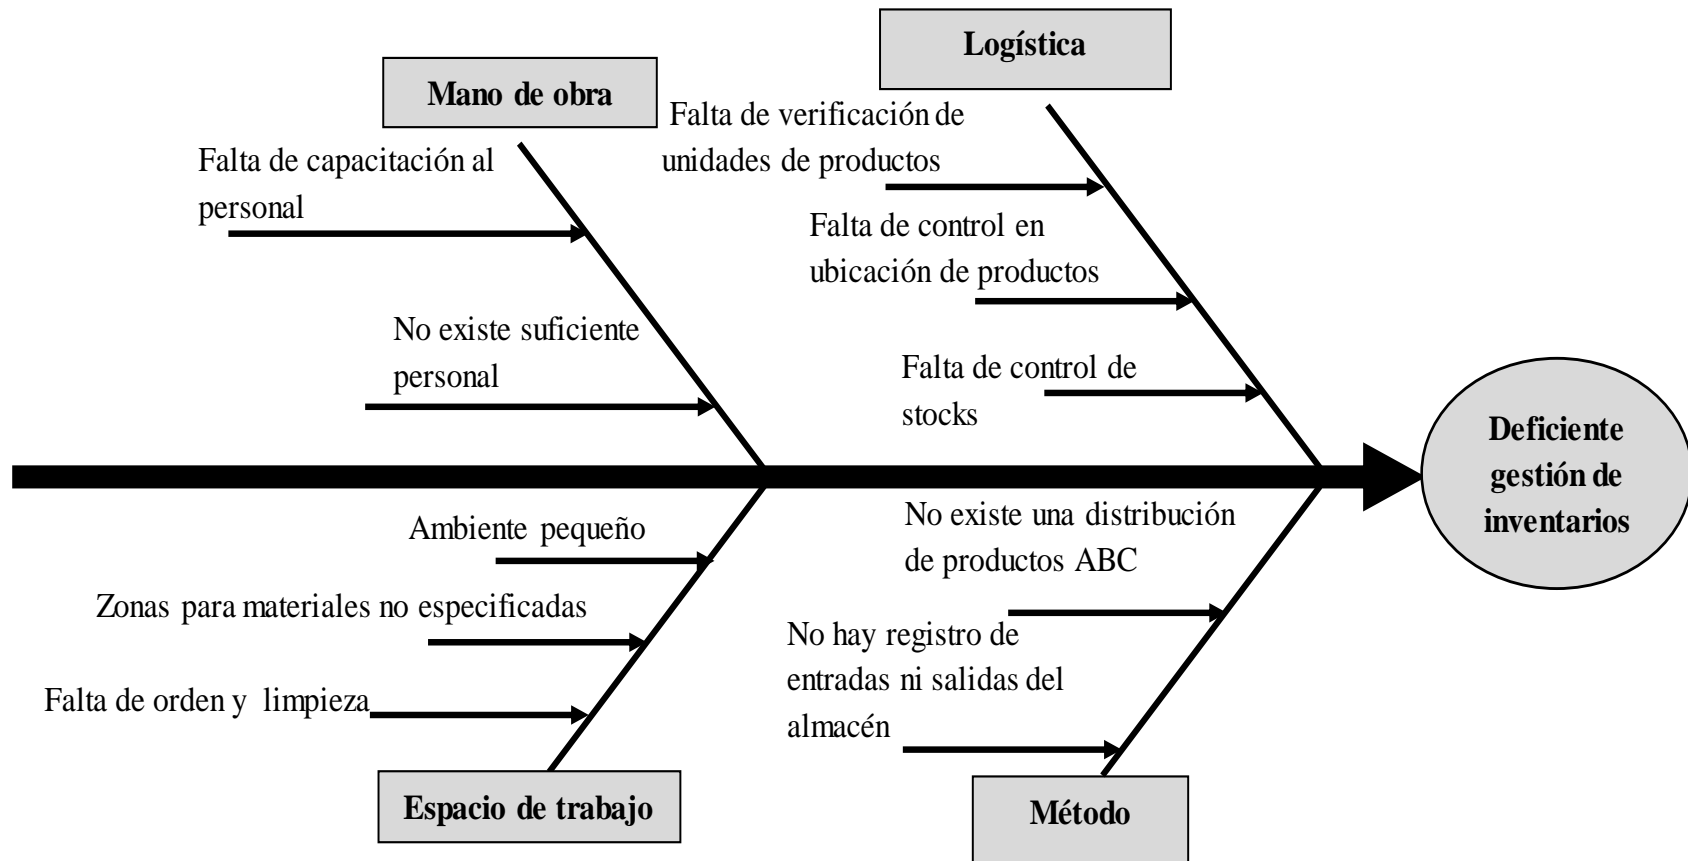 Logística
Mano de obra
Falta de verificación de
unidades de productos
Falta de capacitación al
personal
Falta de control en
ubicación de productos
No existe suficiente
personal
Falta de control de
stocks
Deficiente
gestión de
inventarios
Ambiente pequeño
No existe una distribución
de productos ABC
Zonas para materiales no especificadas
No hay registro de
entradas ni salidas del
almacén
Falta de orden y limpieza
Espacio de trabajo
Método